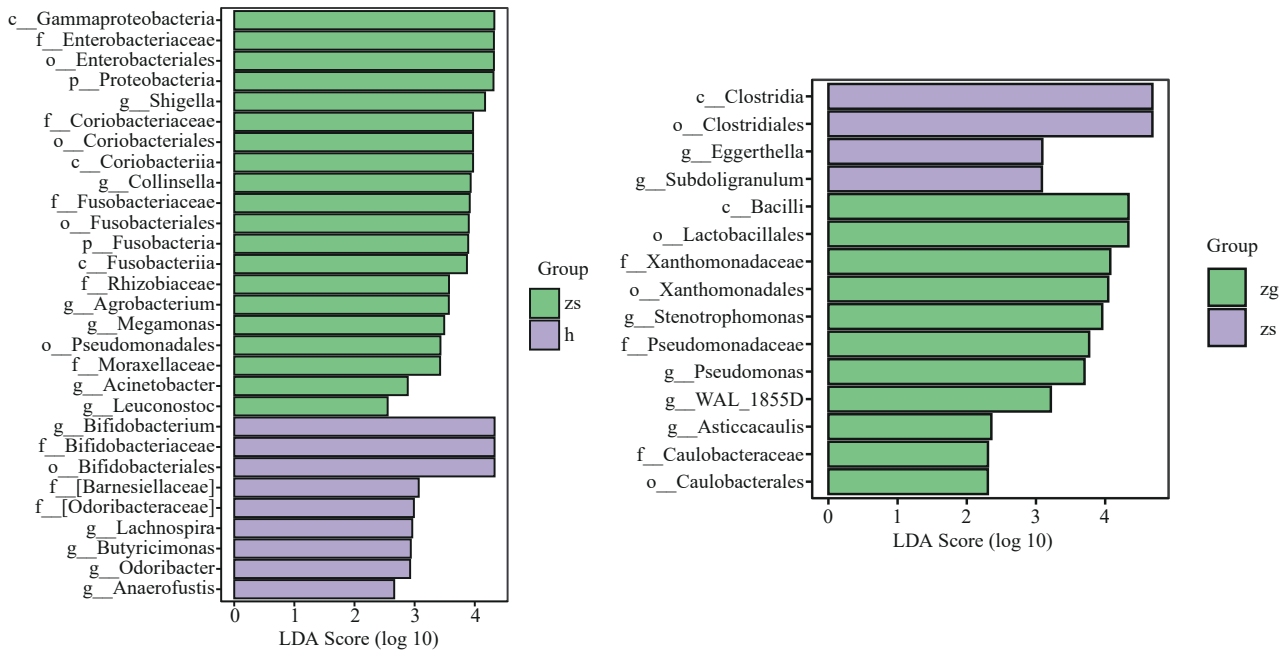 c__Gammaproteobacteria
f__Enterobacteriaceae
o__Enterobacteriales
p__Proteobacteria
g__Shigella
f__Coriobacteriaceae
o__Coriobacteriales
c__Coriobacteriia
g__Collinsella
f__Fusobacteriaceae
o__Fusobacteriales
p__Fusobacteria
c__Fusobacteriia
f__Rhizobiaceae
g__Agrobacterium
g__Megamonas
o__Pseudomonadales
f__Moraxellaceae
g__Acinetobacter
g__Leuconostoc
g__Bifidobacterium
f__Bifidobacteriaceae
o__Bifidobacteriales
f__[Barnesiellaceae]
f__[Odoribacteraceae]
g__Lachnospira
g__Butyricimonas
g__Odoribacter
g__Anaerofustis
0 1 2 3 4
LDA Score (log 10)
Group
zs
h
c__Clostridia
o__Clostridiales
g__Eggerthella
g__Subdoligranulum
c__Bacilli
o__Lactobacillales
f__Xanthomonadaceae
o__Xanthomonadales
g__Stenotrophomonas
f__Pseudomonadaceae
g__Pseudomonas
g__WAL_1855D
g__Asticcacaulis
f__Caulobacteraceae
o__Caulobacterales
0 1 2 3 4
LDA Score (log 10)
Group
zg
zs